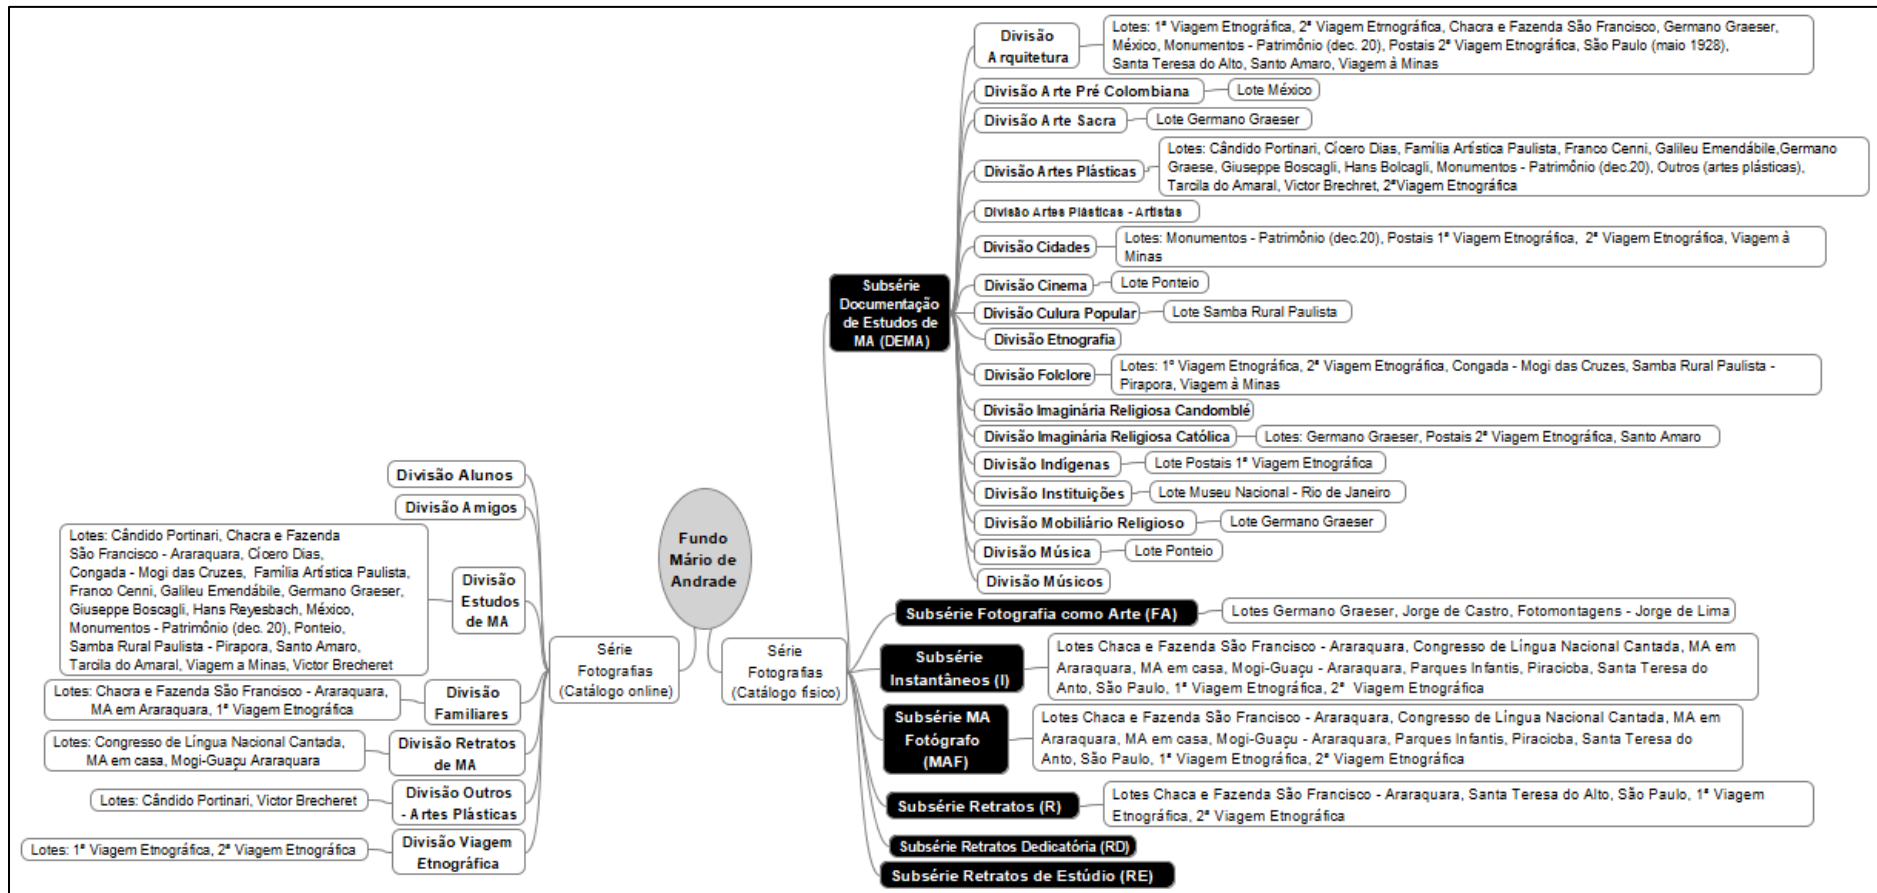 Divisão
Arquitetura
Lotes: 1ª Viagem Etnográfica, 2ª Viagem Etrnográfica, Chacra e Fazenda São Francisco, Germano Graeser,
México, Monumentos - Patrimônio (dec. 20), Postais 2ª Viagem Etnográfica, São Paulo (maio 1928),
Santa Teresa do Alto, Santo Amaro, Viagem à Minas
Divisão Arte Pré Colombiana
Lote México
Divisão Arte Sacra
Lote Germano Graeser
Divisão Artes Plásticas
Lotes: Cândido Portinari, Cícero Dias, Família Artística Paulista, Franco Cenni, Galileu Emendábile,Germano
Graese, Giuseppe Boscagli, Hans Bolcagli, Monumentos - Patrimônio (dec.20), Outros (artes plásticas),
Tarcila do Amaral, Victor Brechret, 2ªViagem Etnográfica
Divisão Artes Plásticas - Artistas
Divisão Cidades
Lotes: Monumentos - Patrimônio (dec.20), Postais 1ª Viagem Etnográfica, 2ª Viagem Etnográfica, Viagem à
Minas
Divisão Cinema
Lote Ponteio
Divisão Culura Popular
Lote Samba Rural Paulista
Divisão Etnografia
Divisão Folclore
Lotes: 1º Viagem Etnográfica, 2ª Viagem Etnográfica, Congada - Mogi das Cruzes, Samba Rural Paulista -
Pirapora, Viagem à Minas
Divisão Imaginária Religiosa Candomblé
Divisão Imaginária Religiosa Católica
Lotes: Germano Graeser, Postais 2ª Viagem Etnográfica, Santo Amaro
Divisão Indígenas
Lote Postais 1ª Viagem Etnográfica
Divisão Instituições
Lote Museu Nacional - Rio de Janeiro
Divisão Mobiliário Religioso
Lote Germano Graeser
Divisão Música
Lote Ponteio
Divisão Músicos
Subsérie
Documentação
de Estudos de
MA (DEMA)
Subsérie Fotografia como Arte (FA)
Lotes Germano Graeser, Jorge de Castro, Fotomontagens - Jorge de Lima
Subsérie
Instantâneos (I)
Lotes Chaca e Fazenda São Francisco - Araraquara, Congresso de Língua Nacional Cantada, MA em
Araraquara, MA em casa, Mogi-Guaçu - Araraquara, Parques Infantis, Piracicba, Santa Teresa do
Anto, São Paulo, 1ª Viagem Etnográfica, 2ª Viagem Etnográfica
Subsérie MA
Fotógrafo
(MAF)
Lotes Chaca e Fazenda São Francisco - Araraquara, Congresso de Língua Nacional Cantada, MA em
Araraquara, MA em casa, Mogi-Guaçu - Araraquara, Parques Infantis, Piracicba, Santa Teresa do
Anto, São Paulo, 1ª Viagem Etnográfica, 2ª Viagem Etnográfica
Subsérie Retratos (R)
Lotes Chaca e Fazenda São Francisco - Araraquara, Santa Teresa do Alto, São Paulo, 1ª Viagem
Etnográfica, 2ª Viagem Etnográfica
Subsérie Retratos Dedicatória (RD)
Subsérie Retratos de Estúdio (RE)
Fundo
Mário de
Andrade
Série
Fotografias
(Catálogo online)
Série
Fotografias
(Catálogo físico)
Divisão Alunos
Divisão Amigos
Divisão
Estudos
de MA
Lotes: Cândido Portinari, Chacra e Fazenda
São Francisco - Araraquara, Cícero Dias,
Congada - Mogi das Cruzes, Família Artística Paulista,
Franco Cenni, Galileu Emendábile, Germano Graeser,
Giuseppe Boscagli, Hans Reyesbach, México,
Monumentos - Patrimônio (dec. 20), Ponteio,
Samba Rural Paulista - Pirapora, Santo Amaro,
Tarcila do Amaral, Viagem a Minas, Victor Brecheret
Divisão
Familiares
Lotes: Chacra e Fazenda São Francisco - Araraquara,
MA em Araraquara, 1ª Viagem Etnográfica
Divisão Retratos
de MA
Lotes: Congresso de Língua Nacional Cantada,
MA em casa, Mogi-Guaçu Araraquara
Divisão Outros
- Artes Plásticas
Lotes: Cândido Portinari, Victor Brecheret
Divisão Viagem
Etnográfica
Lotes: 1ª Viagem Etnográfica, 2ª Viagem Etnográfica